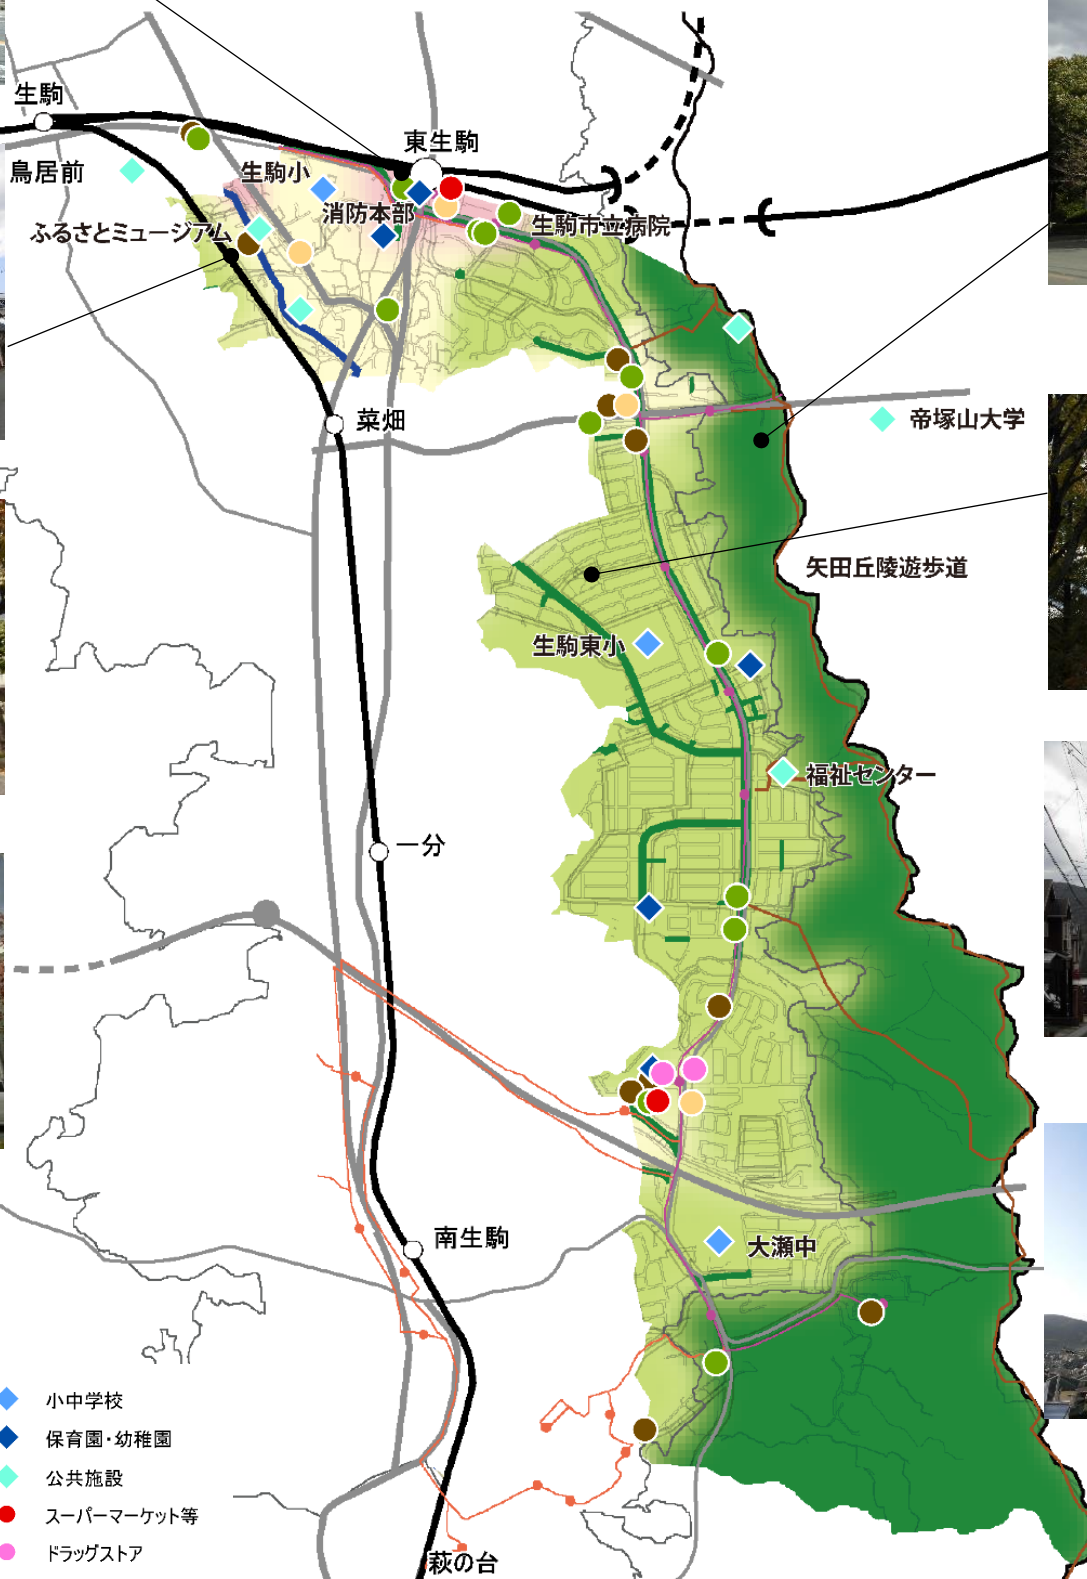 生駒
東生駒
鳥居前
生駒小
消防本部
生駒市立病院
ふるさとミュージアム
菜畑
帝塚山大学
矢田丘陵遊歩道
生駒東小
福祉センター
一分
南生駒
大瀬中
小中学校
保育園・幼稚園
公共施設
スーパーマーケット等
ドラッグストア
萩の台